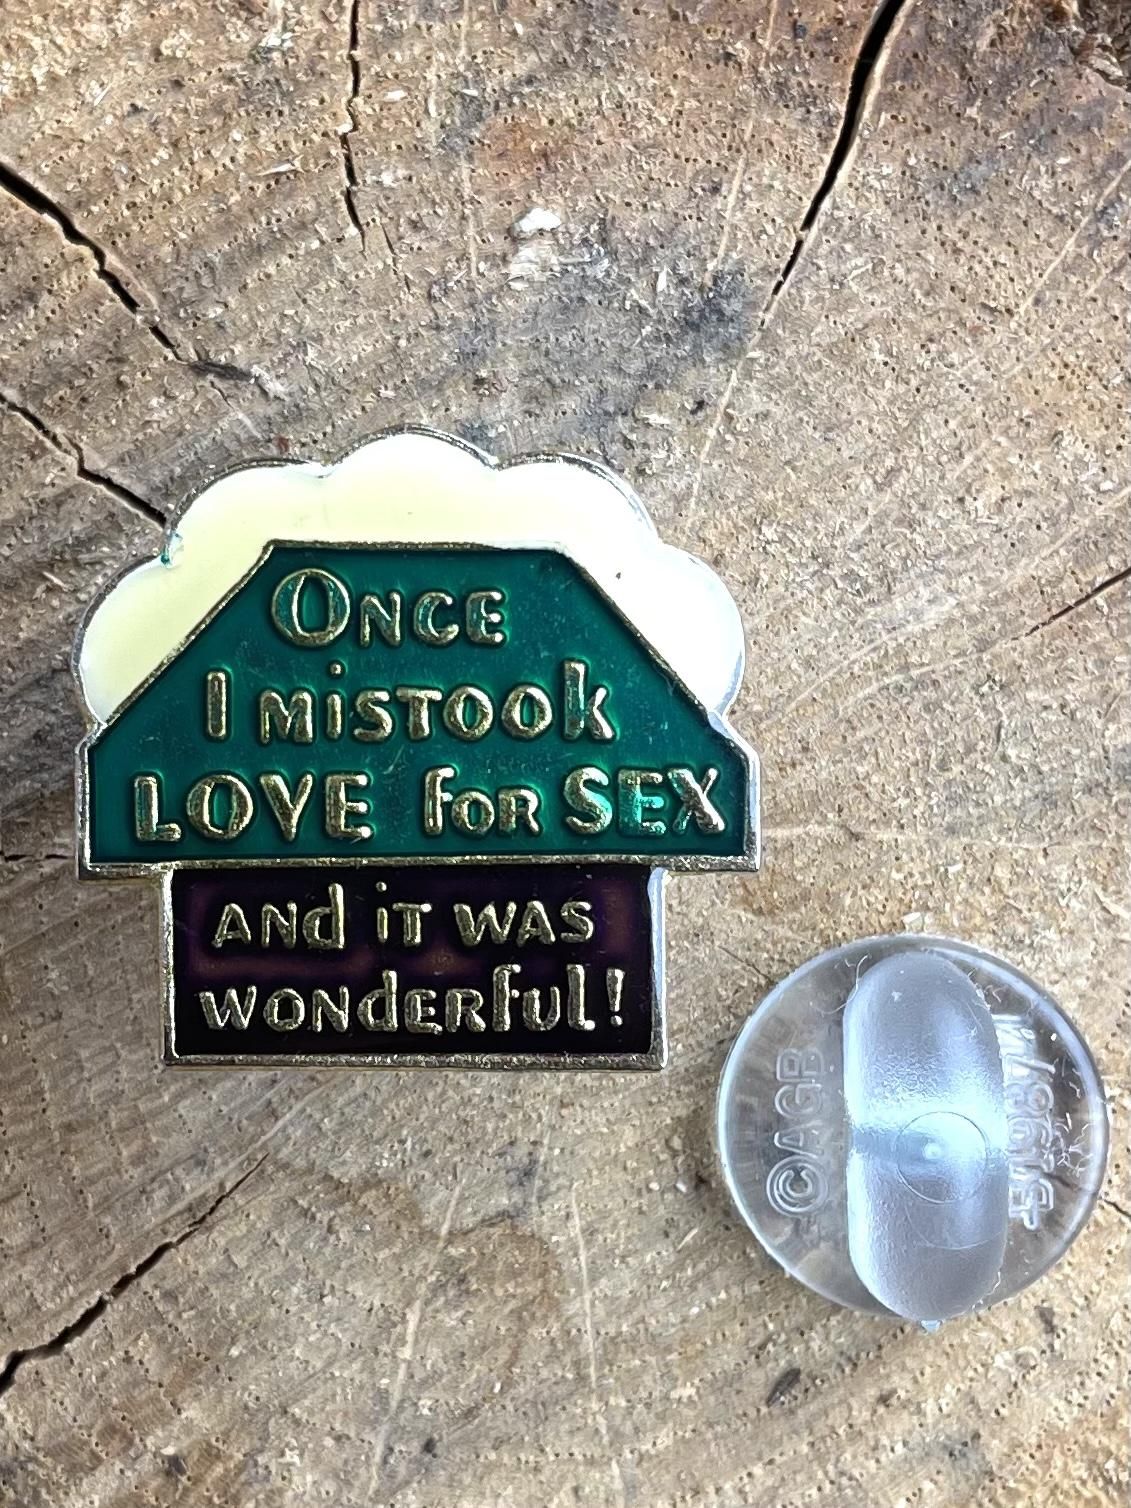 ONCE
I MiSTOOk
LOVE for SEX
ANd iT WAS
WONdERful!
©AGB